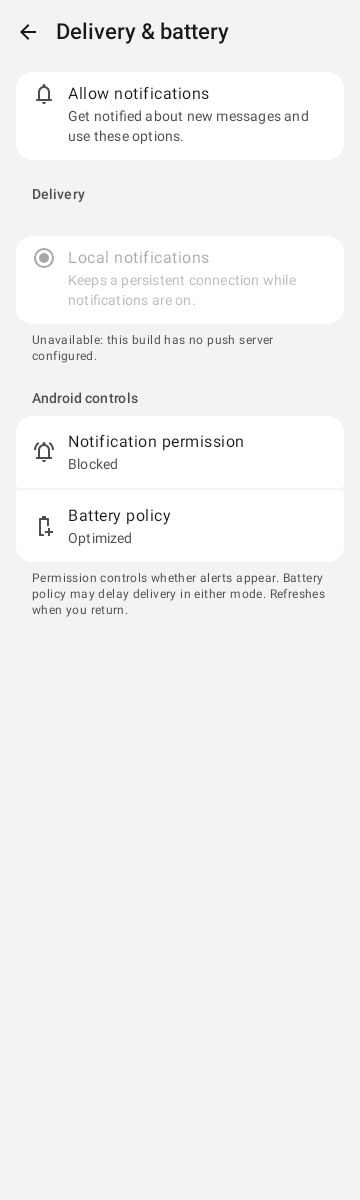 Delivery & battery
Allow notifications
Get notified about new messages and
use these options.
Delivery
Local notifications
Keeps a persistent connection while
notifications are on.
Unavailable: this build has no push server
configured.
Android controls
Notification permission
Blocked
Battery policy
Optimized
Permission controls whether alerts appear. Battery
policy may delay delivery in either mode. Refreshes
when you return.